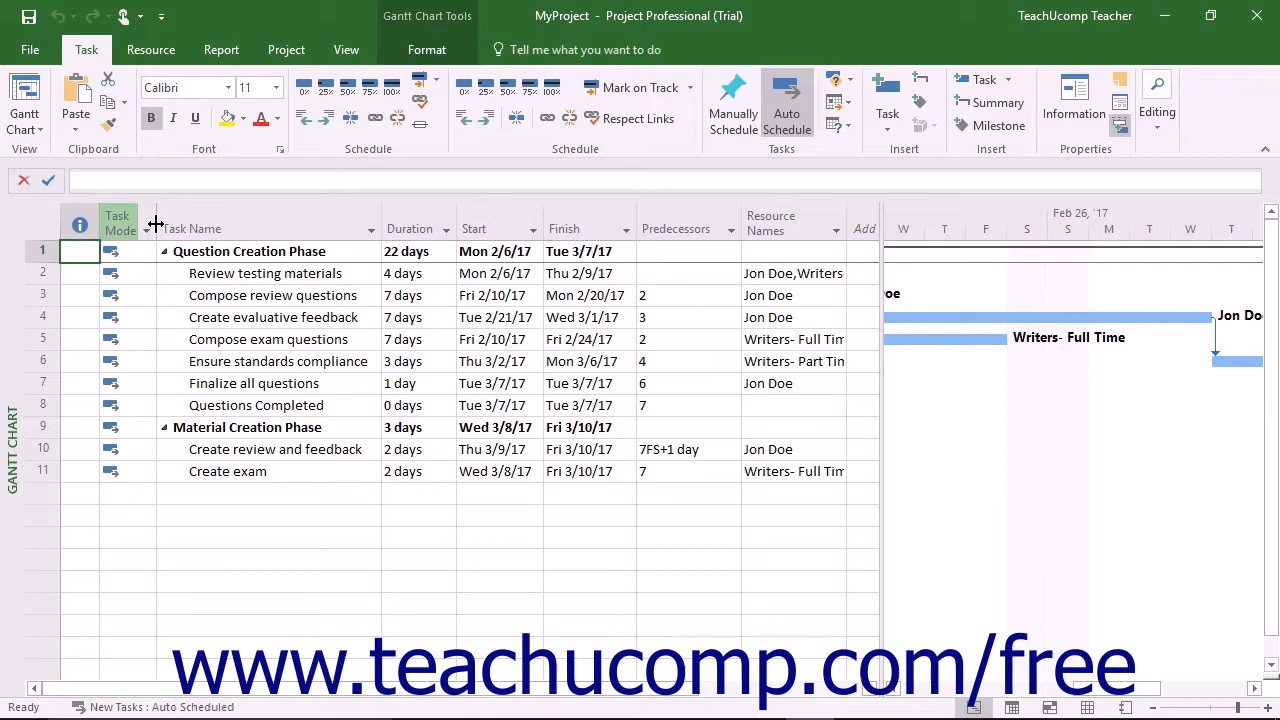 Gantt Chart Tools
MyProject - Project Professional (Trial)
TeachUcomp Teacher
File Task Resource Report Project View Format Tell me what you want to do
Gantt Chart
View
Paste
Clipboard
Calibri 11
B I U A
Font
0% 25% 50% 75% 100%
Schedule
0% 25% 50% 75% 100%
Mark on Track
Respect Links
Schedule
Manually Schedule
Auto Schedule
Tasks
Task
Insert
Task
Summary
Milestone
Insert
Information
Properties
Editing
Task Mode Task Name Duration Start Finish Predecessors Resource Names Add
Feb 26, '17
W T F S S M T W T
1 Question Creation Phase 22 days Mon 2/6/17 Tue 3/7/17
2 Review testing materials 4 days Mon 2/6/17 Thu 2/9/17 Jon Doe,Writers
3 Compose review questions 7 days Fri 2/10/17 Mon 2/20/17 2 Jon Doe
4 Create evaluative feedback 7 days Tue 2/21/17 Wed 3/1/17 3 Jon Doe
5 Compose exam questions 7 days Fri 2/10/17 Fri 2/24/17 2 Writers- Full Tim
6 Ensure standards compliance 3 days Thu 3/2/17 Mon 3/6/17 4 Writers- Part Tin
7 Finalize all questions 1 day Tue 3/7/17 Tue 3/7/17 6 Jon Doe
8 Questions Completed 0 days Tue 3/7/17 Tue 3/7/17 7
9 Material Creation Phase 3 days Wed 3/8/17 Fri 3/10/17
10 Create review and feedback 2 days Thu 3/9/17 Fri 3/10/17 7FS+1 day Jon Doe
11 Create exam 2 days Wed 3/8/17 Fri 3/10/17 7 Writers- Full Tim
oe
Jon Do
Writers- Full Time
GANTT CHART
www.teachucomp.com/free
Ready New Tasks : Auto Scheduled